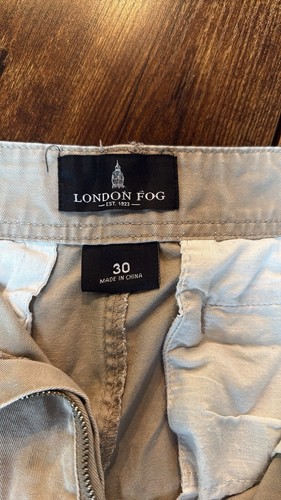 LONDON FOG
EST. 1923
30
MADE IN CHINA